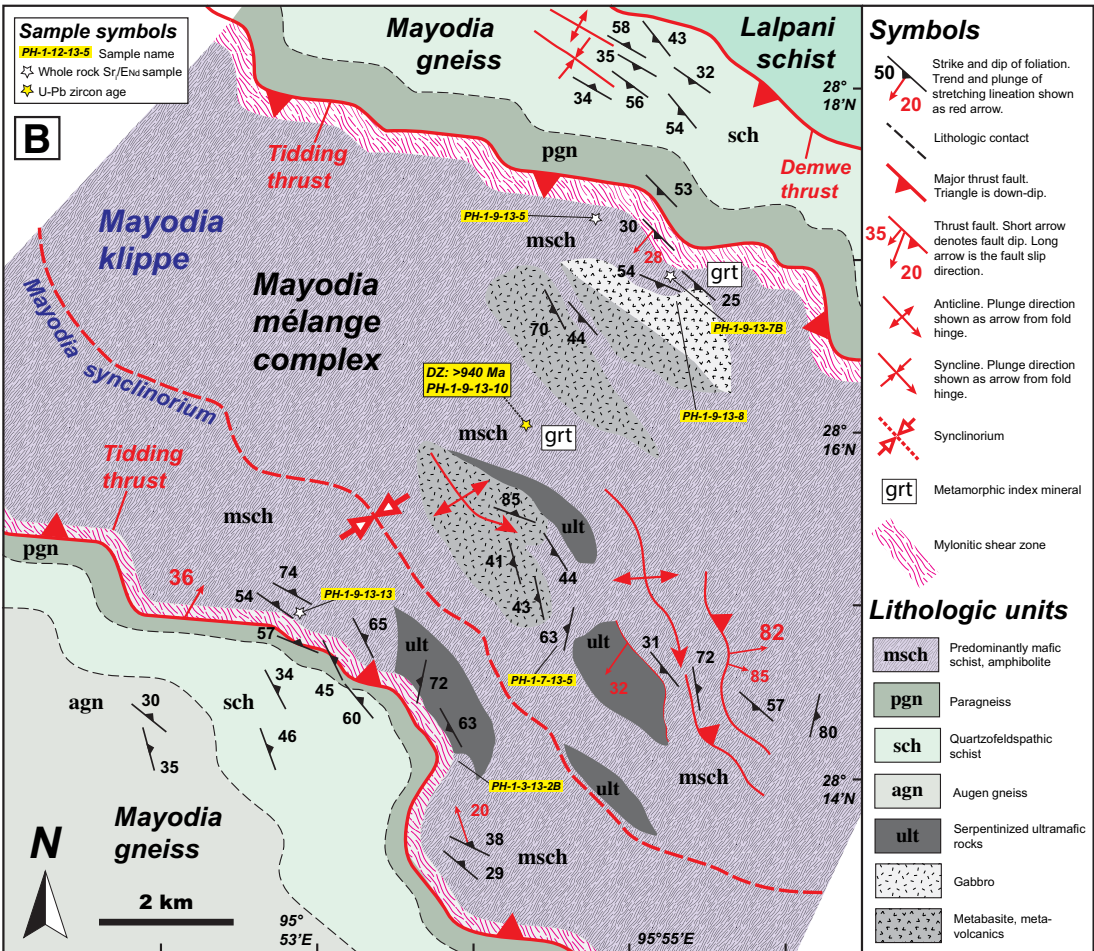 Sample symbols
PH-1-12-13-5 Sample name
Whole rock Sr/ENd sample
U-Pb zircon age
B
Mayodia
gneiss
Lalpani
schist
58
43
35
32
34
56
54
sch
28°
18'N
Tidding
thrust
pgn
Demwe
thrust
53
PH-1-9-13-5
msch
30
28
Mayodia
klippe
Mayodia
mélange
complex
54
grt
25
PH-1-9-13-7B
70
44
Mayodia
synclinorium
DZ: >940 Ma
PH-1-9-13-10
PH-1-9-13-8
msch
grt
28°
16'N
Tidding
thrust
msch
85
ult
pgn
41
44
36
74
54
PH-1-9-13-13
43
57
65
ult
63
ult
31
82
72
85
PH-1-7-13-5
32
34
45
72
agn
30
sch
60
63
57
80
46
35
msch
PH-1-3-13-2B
ult
28°
14'N
20
38
msch
29
Mayodia
gneiss
N
2 km
95°
53'E
95°55'E
Symbols
50
20
Strike and dip of foliation.
Trend and plunge of
stretching lineation shown
as red arrow.
Lithologic contact
Major thrust fault.
Triangle is down-dip.
35
20
Thrust fault. Short arrow
denotes fault dip. Long
arrow is the fault slip
direction.
Anticline. Plunge direction
shown as arrow from fold
hinge.
Syncline. Plunge direction
shown as arrow from fold
hinge.
Synclinorium
grt
Metamorphic index mineral
Mylonitic shear zone
Lithologic units
msch
Predominantly mafic
schist, amphibolite
pgn
Paragneiss
sch
Quartzofeldspathic
schist
agn
Augen gneiss
ult
Serpentinized ultramafic
rocks
Gabbro
Metabasite, meta-
volcanics